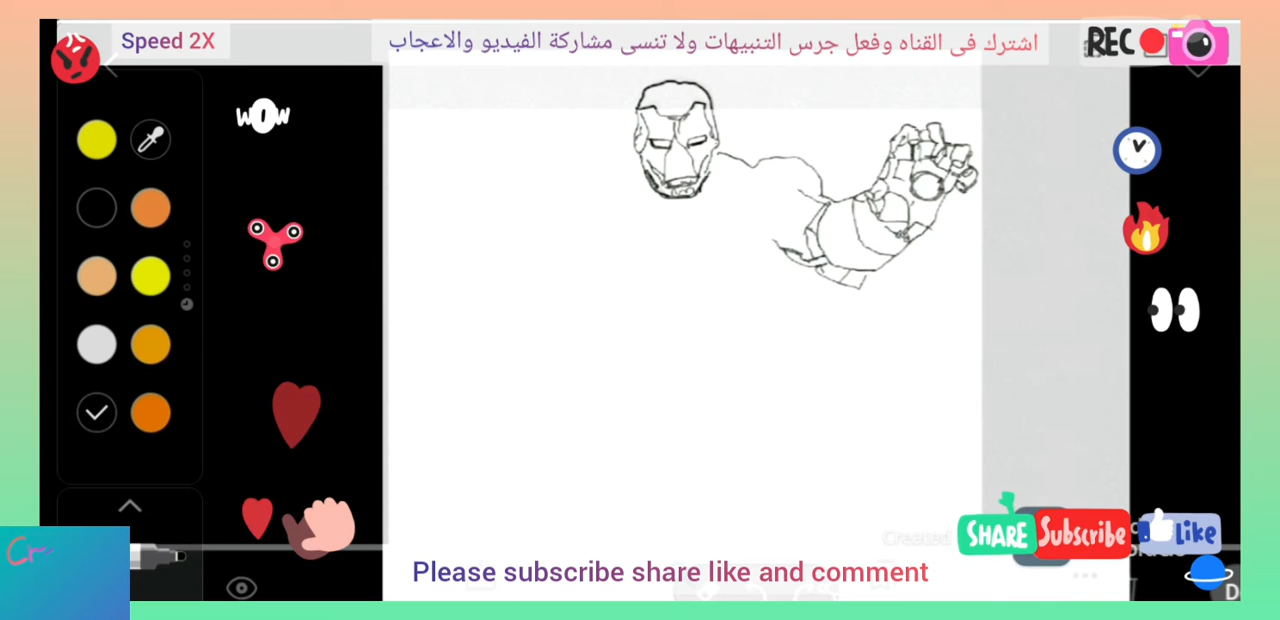 Speed 2X
اشترك فى القناه وفعل جرس التنبيهات ولا تنسى مشاركة الفيديو والاعجاب
REC
WOW
Created
SHARE
Subscribe
Like
Please subscribe share like and comment
D